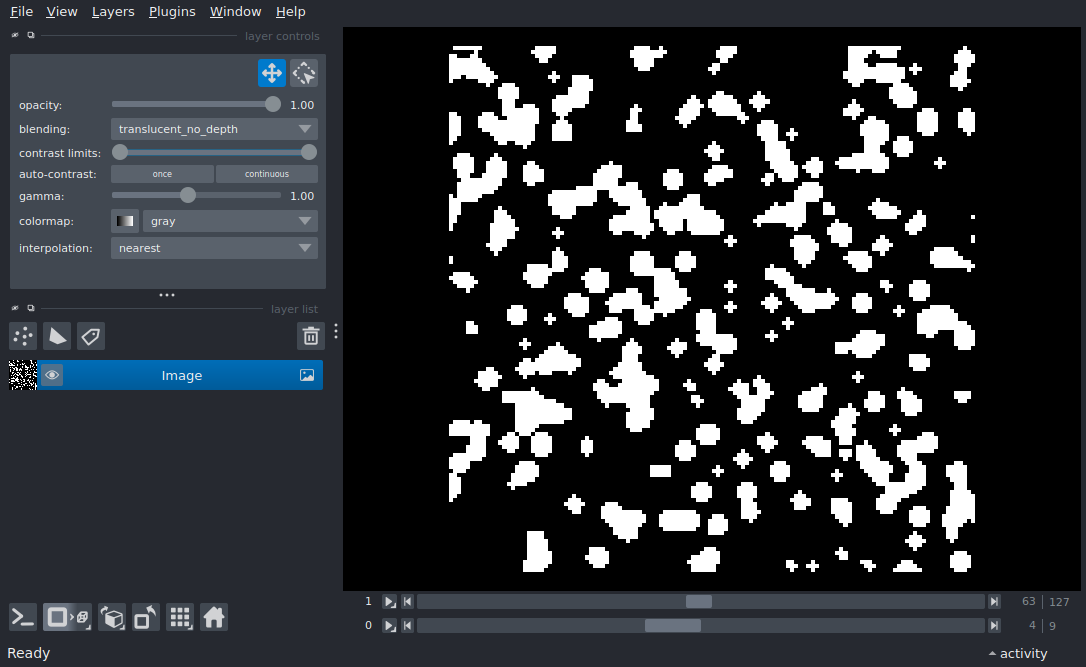 File View Layers Plugins Window Help
layer controls
opacity: 1.00
blending: translucent_no_depth
contrast limits:
auto-contrast: once continuous
gamma: 1.00
colormap: gray
interpolation: nearest
layer list
Image
1 63 127
0 4 9
Ready activity